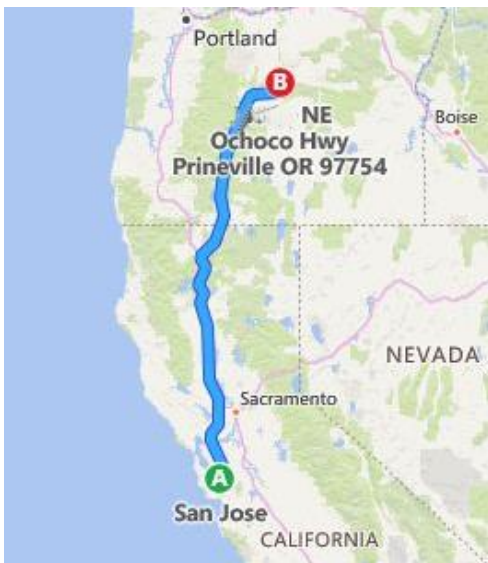 Portland
B
NE
Ochoco Hwy
Prineville OR 97754
Boise
NEVADA
Sacramento
A
San Jose
CALIFORNIA